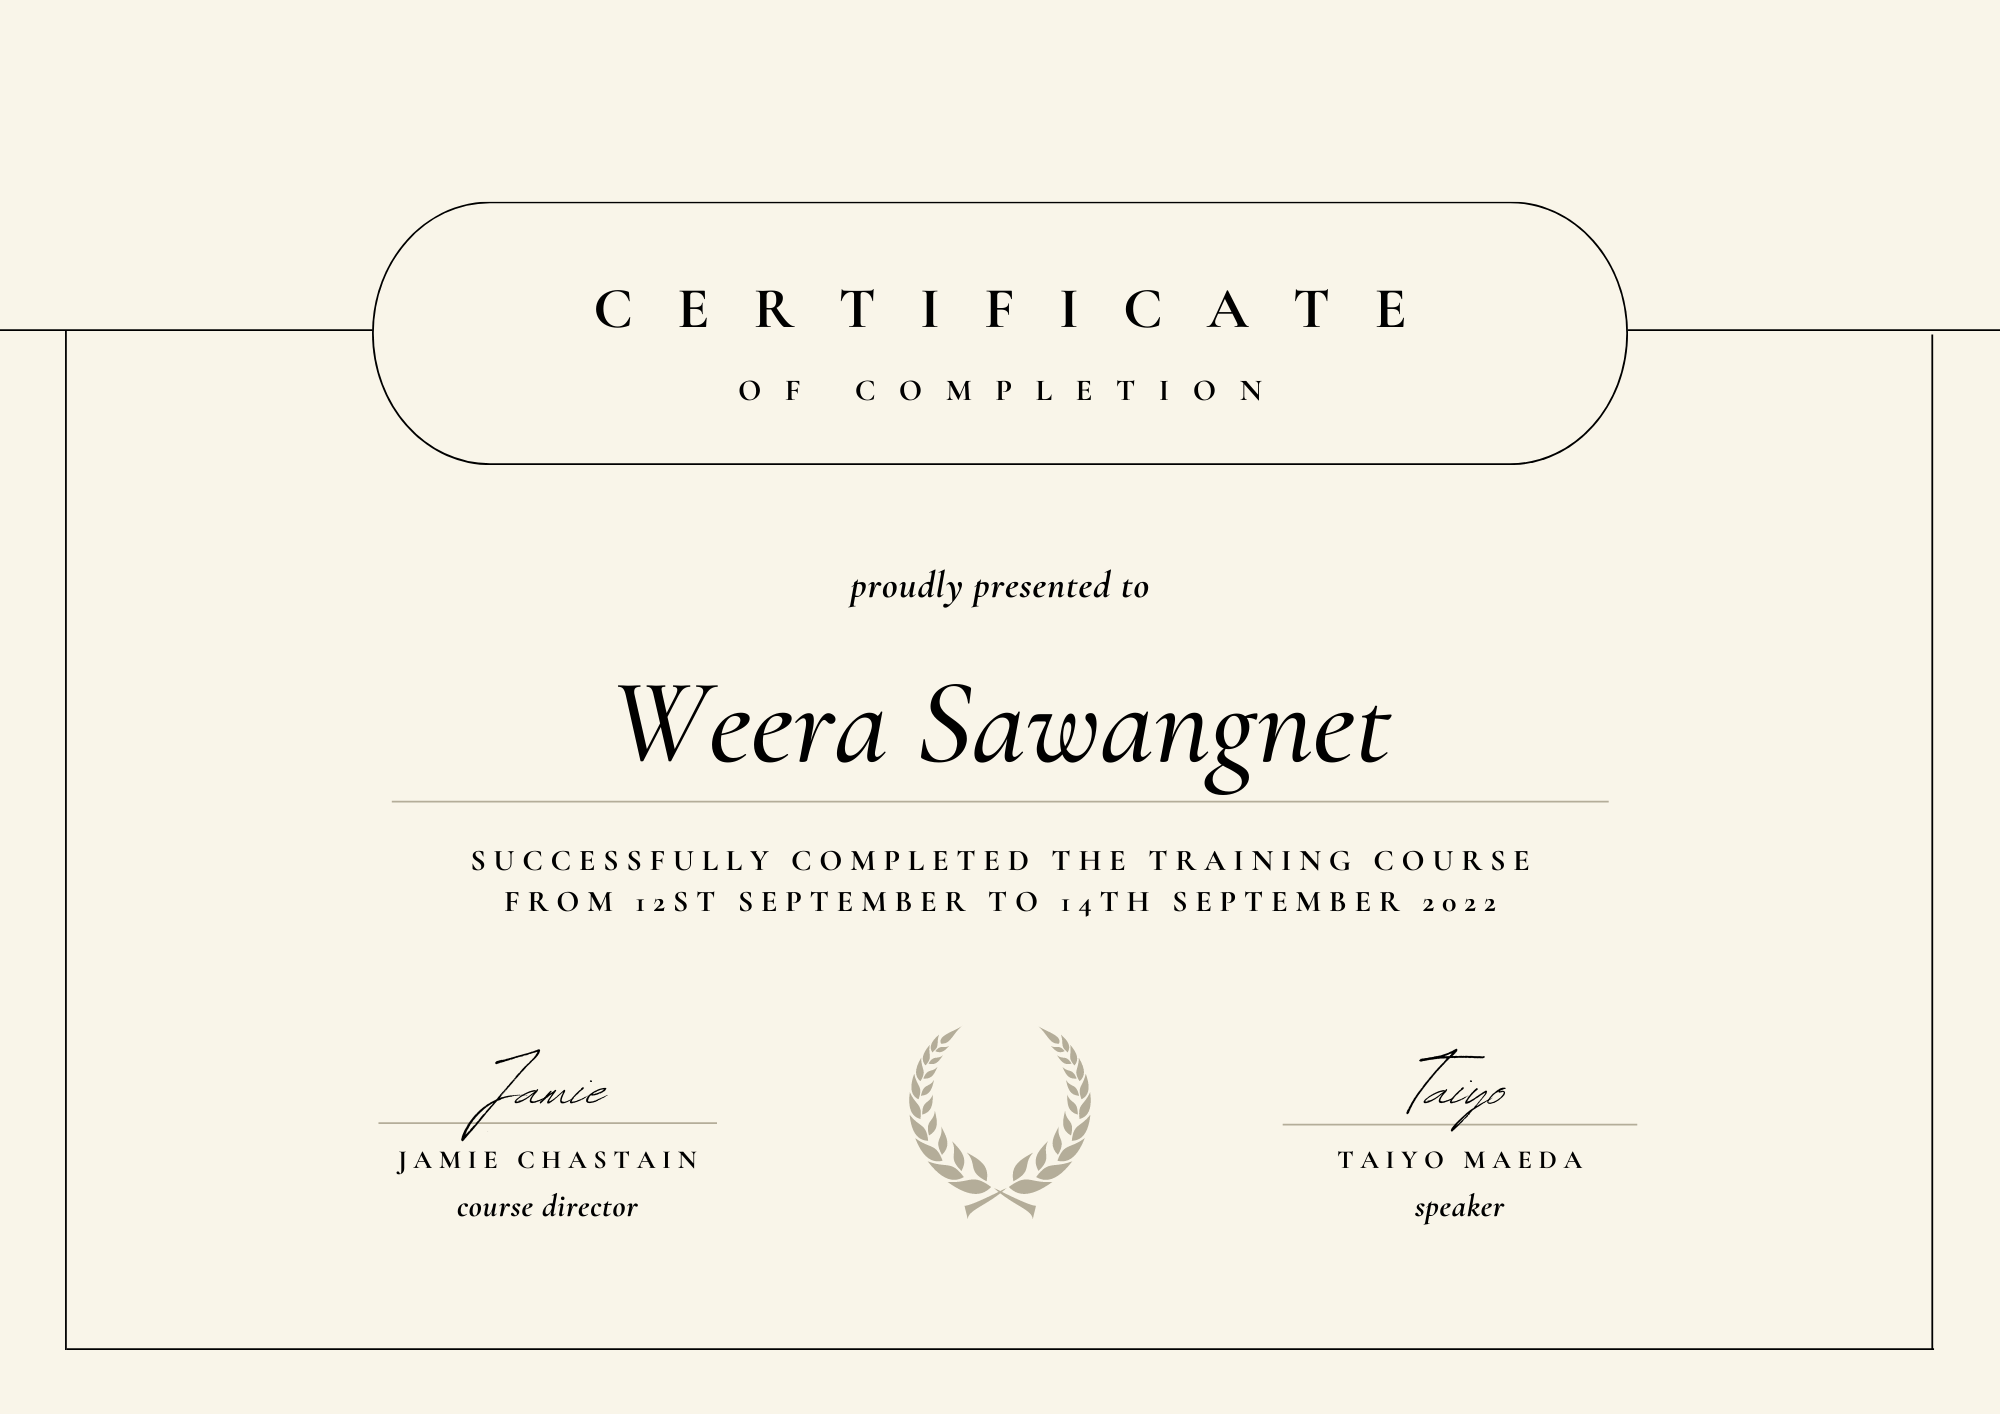 CERTIFICATE
OF COMPLETION
proudly presented to
Weera Sawangnet
SUCCESSFULLY COMPLETED THE TRAINING COURSE
FROM 12ST SEPTEMBER TO 14TH SEPTEMBER 2022
Jamie
JAMIE CHASTAIN
course director
Taiyo
TAIYO MAEDA
speaker